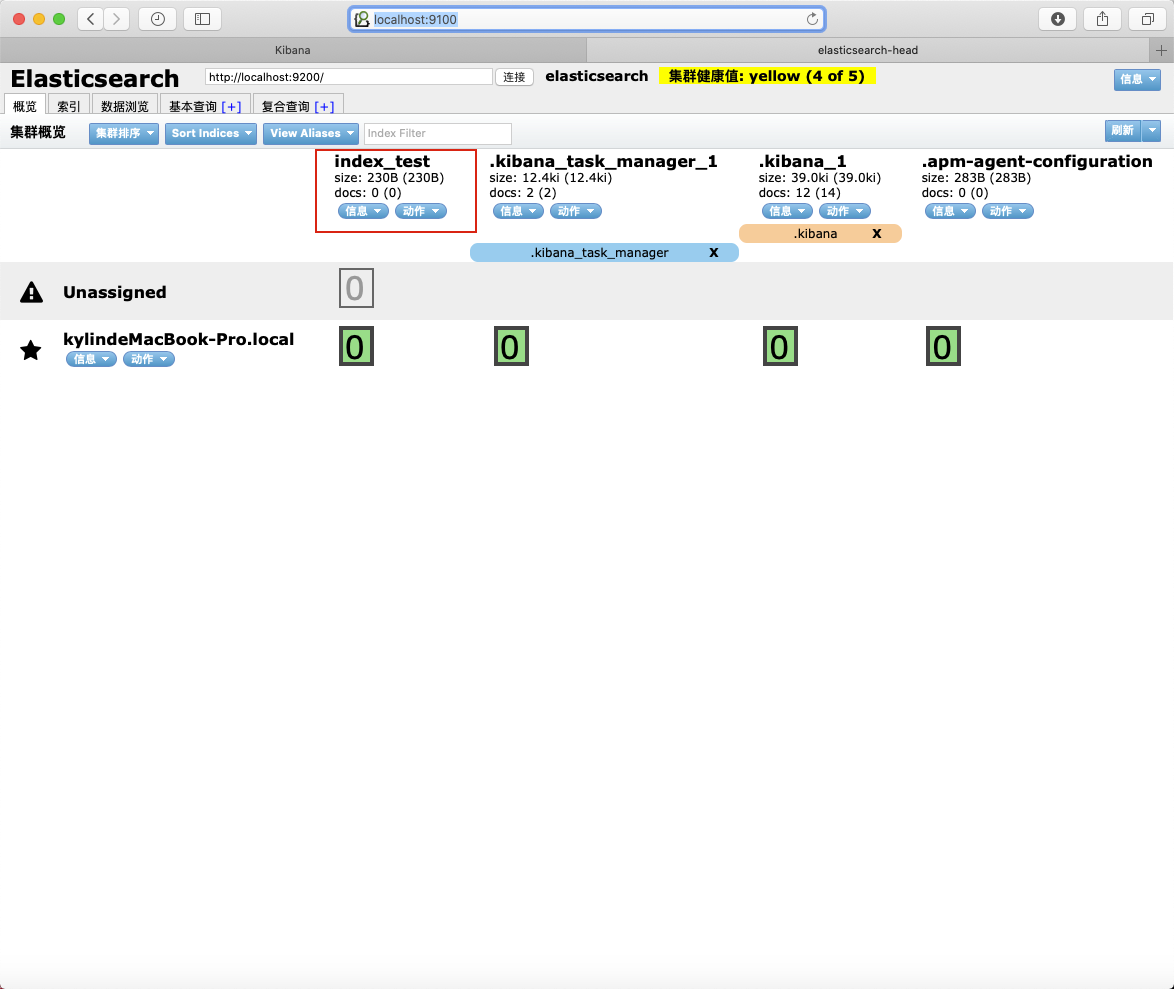 localhost:9100
Kibana
elasticsearch-head
Elasticsearch
http://localhost:9200/
连接
elasticsearch
集群健康值: yellow (4 of 5)
信息
概览
索引
数据浏览
基本查询 [+]
复合查询 [+]
集群概览
集群排序
Sort Indices
View Aliases
Index Filter
刷新
index_test
size: 230B (230B)
docs: 0 (0)
信息
动作
.kibana_task_manager_1
size: 12.4ki (12.4ki)
docs: 2 (2)
信息
动作
.kibana_1
size: 39.0ki (39.0ki)
docs: 12 (14)
信息
动作
.apm-agent-configuration
size: 283B (283B)
docs: 0 (0)
信息
动作
.kibana X
.kibana_task_manager X
Unassigned
0
kylindeMacBook-Pro.local
信息
动作
0
0
0
0